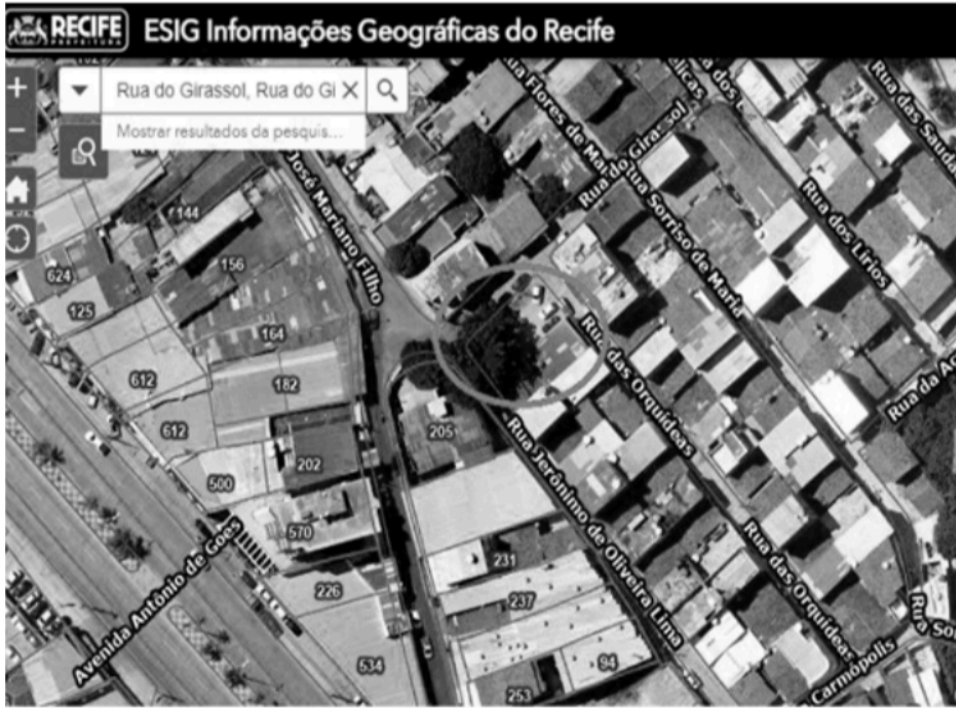 RECIFE
PREFEITURA
ESIG Informações Geográficas do Recife
+
Rua do Girassol, Rua do Gi X
−
Mostrar resultados da pesquis...
144
624
156
125
164
612
182
612
205
202
500
570
226
231
237
534
94
253
José Mariano Filho
Rua Flores de
Rua do Girassol
Rua Sorriso de Maria
Rua dos Lírios
Rua das
Rua das Orquídeas
Rua Jerônimo de Oliveira Lima
Rua das Orquídeas
Rua da
Avenida Antônio de Goes
Carmópolis